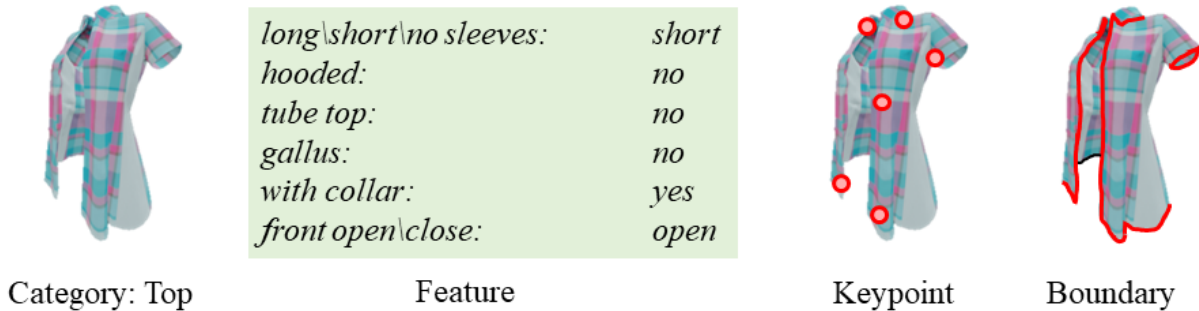 long\short\no sleeves: short
hooded: no
tube top: no
gallus: no
with collar: yes
front open\close: open
Category: Top Feature Keypoint Boundary